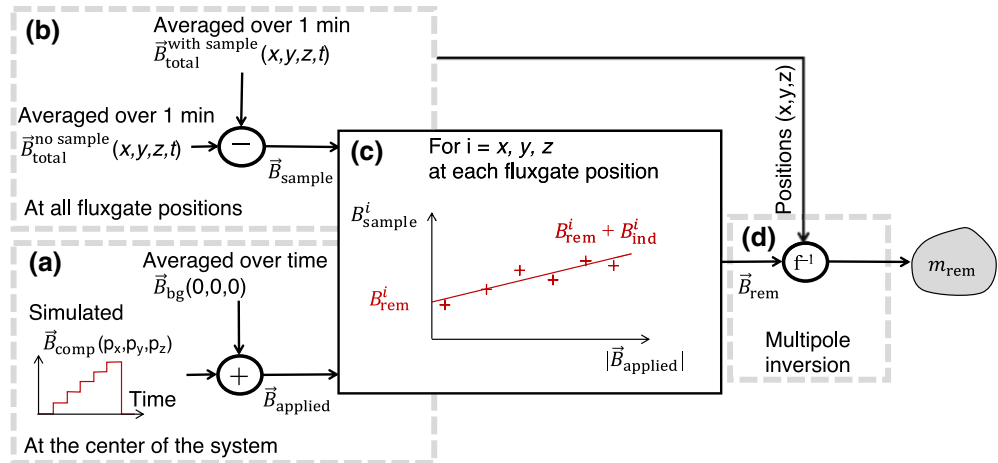 (b)
Averaged over 1 min
B⃗ with sample total (x,y,z,t)
Averaged over 1 min
B⃗ no sample total (x,y,z,t)
−
B⃗ sample
At all fluxgate positions
(a)
Averaged over time
B⃗ bg (0,0,0)
Simulated
B⃗ comp (px,py,pz)
Time
+
B⃗ applied
At the center of the system
(c)
For i = x, y, z
at each fluxgate position
B i sample
B i rem + B i ind
B i rem
|B⃗ applied|
Positions (x,y,z)
(d)
f⁻¹
B⃗ rem
Multipole
inversion
m rem